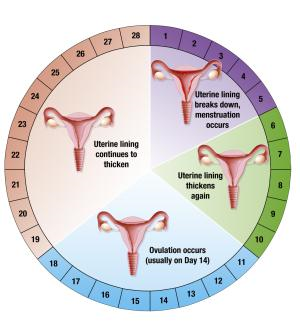 1
2
3
4
5
6
7
8
9
10
11
12
13
14
15
16
17
18
19
20
21
22
23
24
25
26
27
28
Uterine lining
breaks down,
menstruation
occurs
Uterine lining
thickens
again
Ovulation occurs
(usually on Day 14)
Uterine lining
continues to
thicken